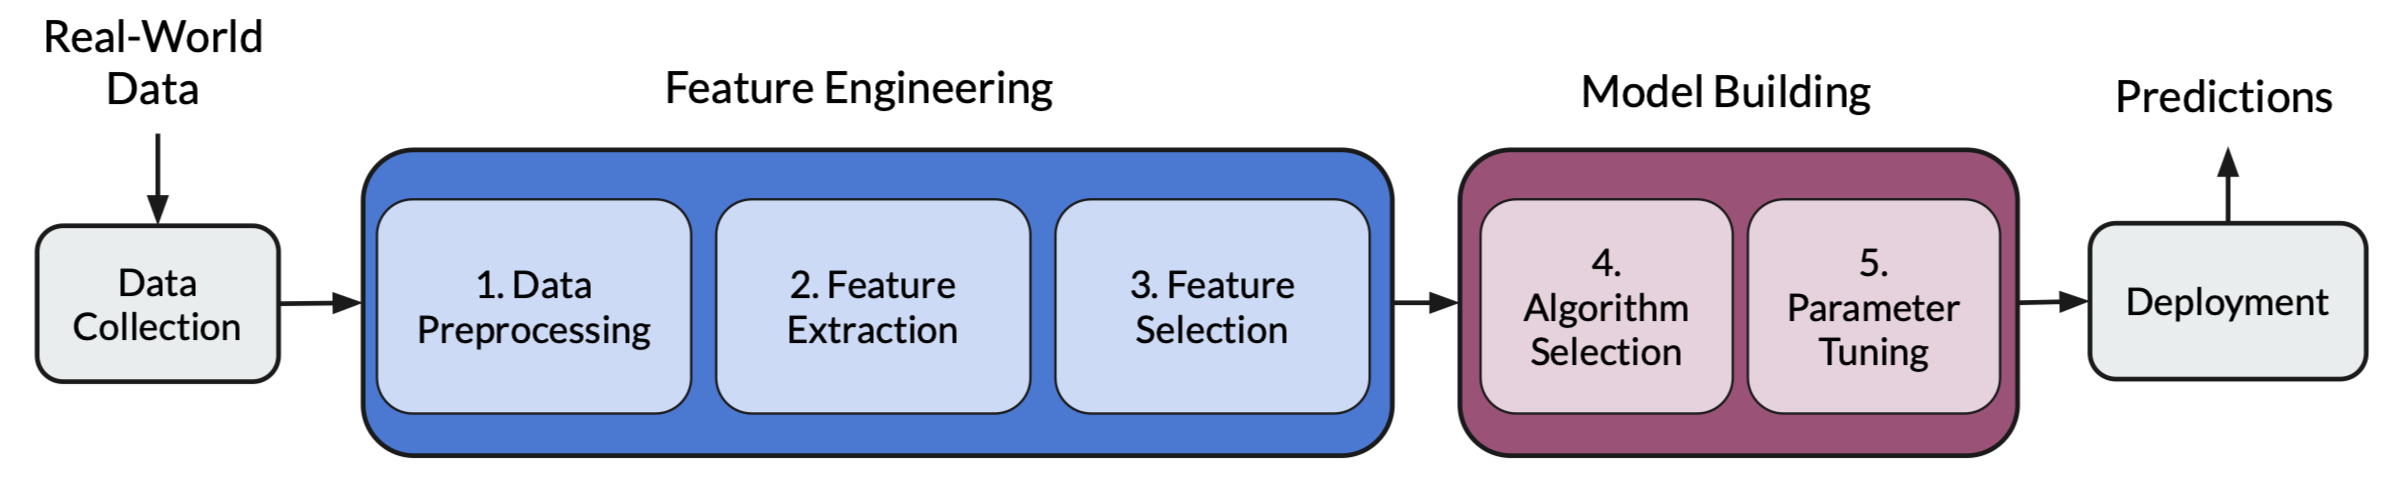 Real-World
Data
Feature Engineering
Model Building
Predictions
Data
Collection
1. Data
Preprocessing
2. Feature
Extraction
3. Feature
Selection
4.
Algorithm
Selection
5.
Parameter
Tuning
Deployment